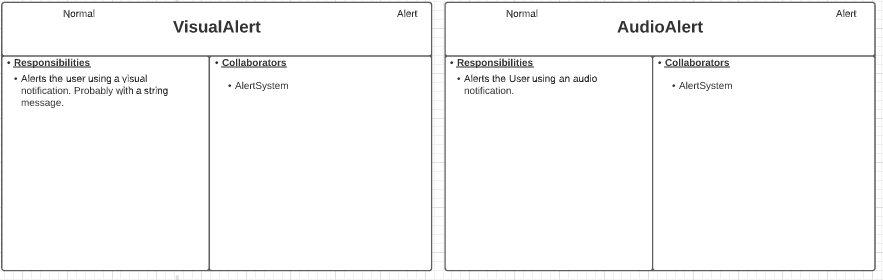 Normal Alert
VisualAlert
• Responsibilities
• Alerts the user using a visual
notification. Probably with a string
message.
• Collaborators
• AlertSystem
Normal Alert
AudioAlert
• Responsibilities
• Alerts the User using an audio
notification.
• Collaborators
• AlertSystem